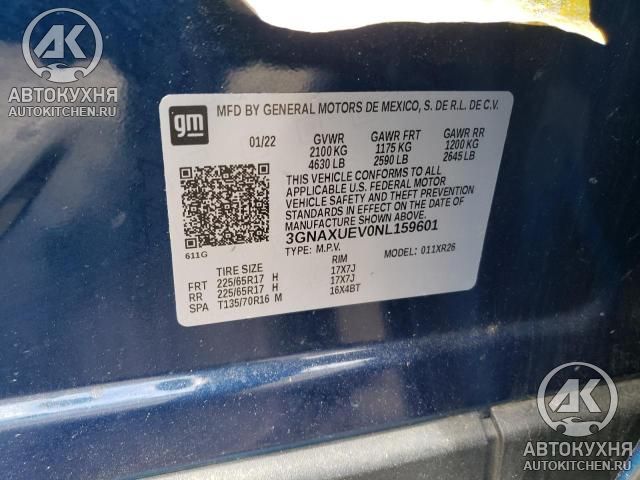 AK
АВТОКУХНЯ
AUTOKITCHEN.RU
gm
MFD BY GENERAL MOTORS DE MEXICO, S. DE R.L. DE C.V.
01/22 GVWR GAWR FRT GAWR RR
2100 KG 1175 KG 1200 KG
4630 LB 2590 LB 2645 LB
THIS VEHICLE CONFORMS TO ALL
APPLICABLE U.S. FEDERAL MOTOR
VEHICLE SAFETY AND THEFT PREVENTION
STANDARDS IN EFFECT ON THE DATE OF
MANUFACTURE SHOWN ABOVE.
3GNAXUEV0NL159601
611G TYPE: M.P.V. MODEL: 011XR26
TIRE SIZE RIM
FRT 225/65R17 H 17X7J
RR 225/65R17 H 17X7J
SPA T135/70R16 M 16X4BT
AK
АВТОКУХНЯ
AUTOKITCHEN.RU